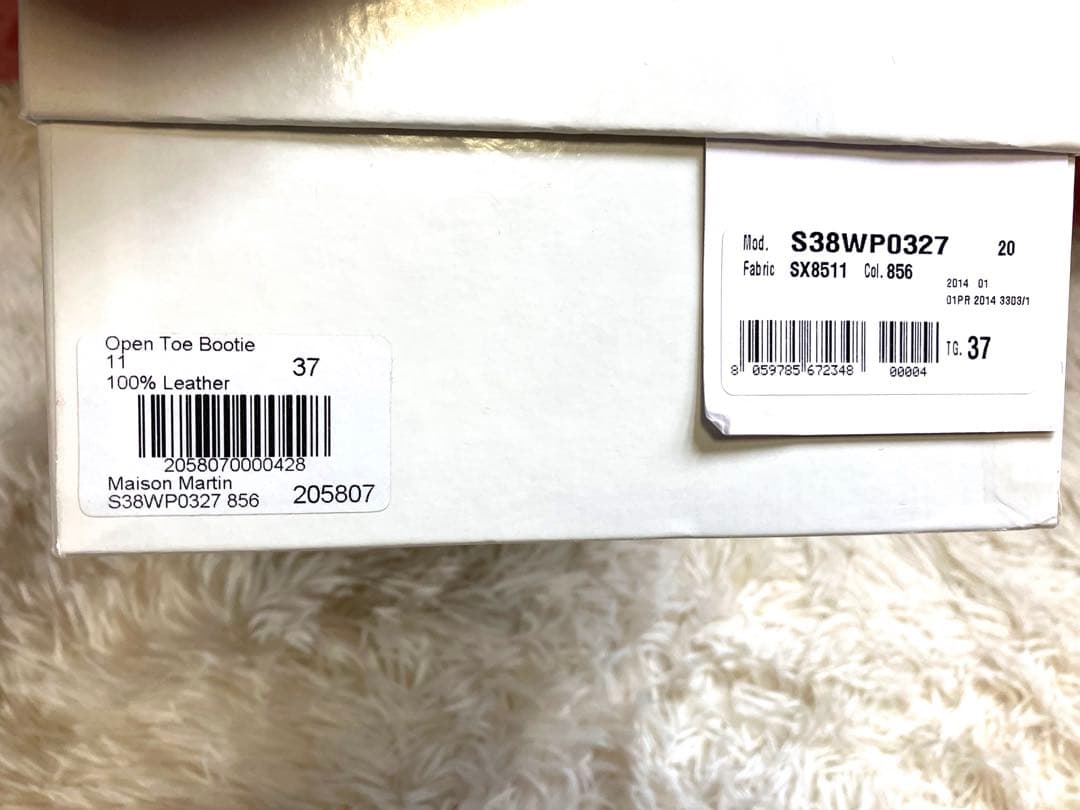 Open Toe Bootie
11
37
100% Leather
2058070000428
Maison Martin
S38WP0327 856
205807
Mod. S38WP0327 20
Fabric SX8511 Col. 856
2014 01
01PR 2014 3303/1
8 059785 672348 00004
TG. 37